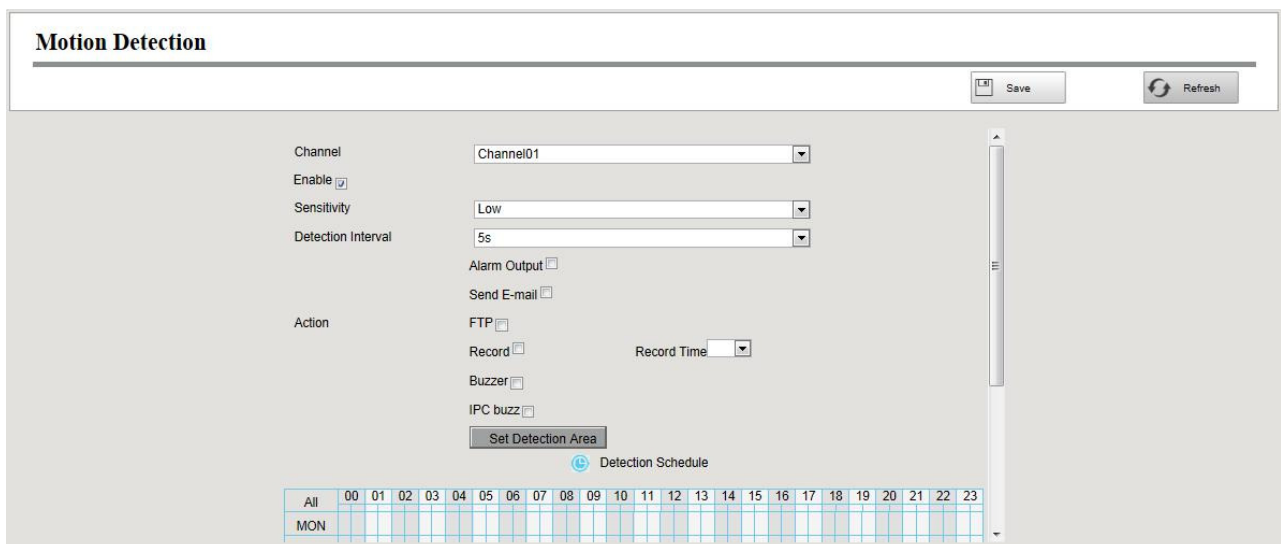 Motion Detection
Save Refresh
Channel Channel01
Enable
Sensitivity Low
Detection Interval 5s
Alarm Output
Send E-mail
Action FTP
Record Record Time
Buzzer
IPC buzz
Set Detection Area
Detection Schedule
All 00 01 02 03 04 05 06 07 08 09 10 11 12 13 14 15 16 17 18 19 20 21 22 23
MON